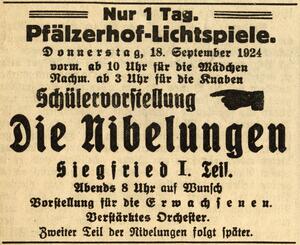 Nur 1 Tag.
Pfälzerhof-Lichtspiele.
Donnerstag, 18. September 1924
vorm. ab 10 Uhr für die Mädchen
Nachm. ab 3 Uhr für die Knaben
Schülervorstellung
Die Nibelungen
Siegfried I. Teil.
Abends 8 Uhr auf Wunsch
Vorstellung für die Erwachsenen.
Verstärktes Orchester.
Zweiter Teil der Nibelungen folgt später.